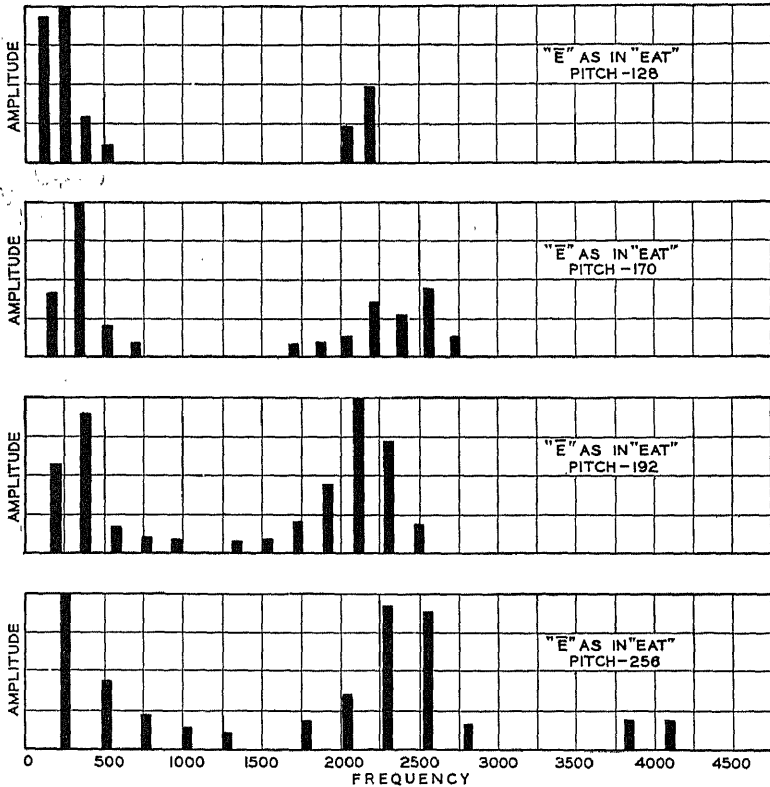 AMPLITUDE
"Ē" AS IN "EAT"
PITCH-128
AMPLITUDE
"Ē" AS IN "EAT"
PITCH-170
AMPLITUDE
"Ē" AS IN "EAT"
PITCH-192
AMPLITUDE
"Ē" AS IN "EAT"
PITCH-256
0 500 1000 1500 2000 2500 3000 3500 4000 4500
FREQUENCY